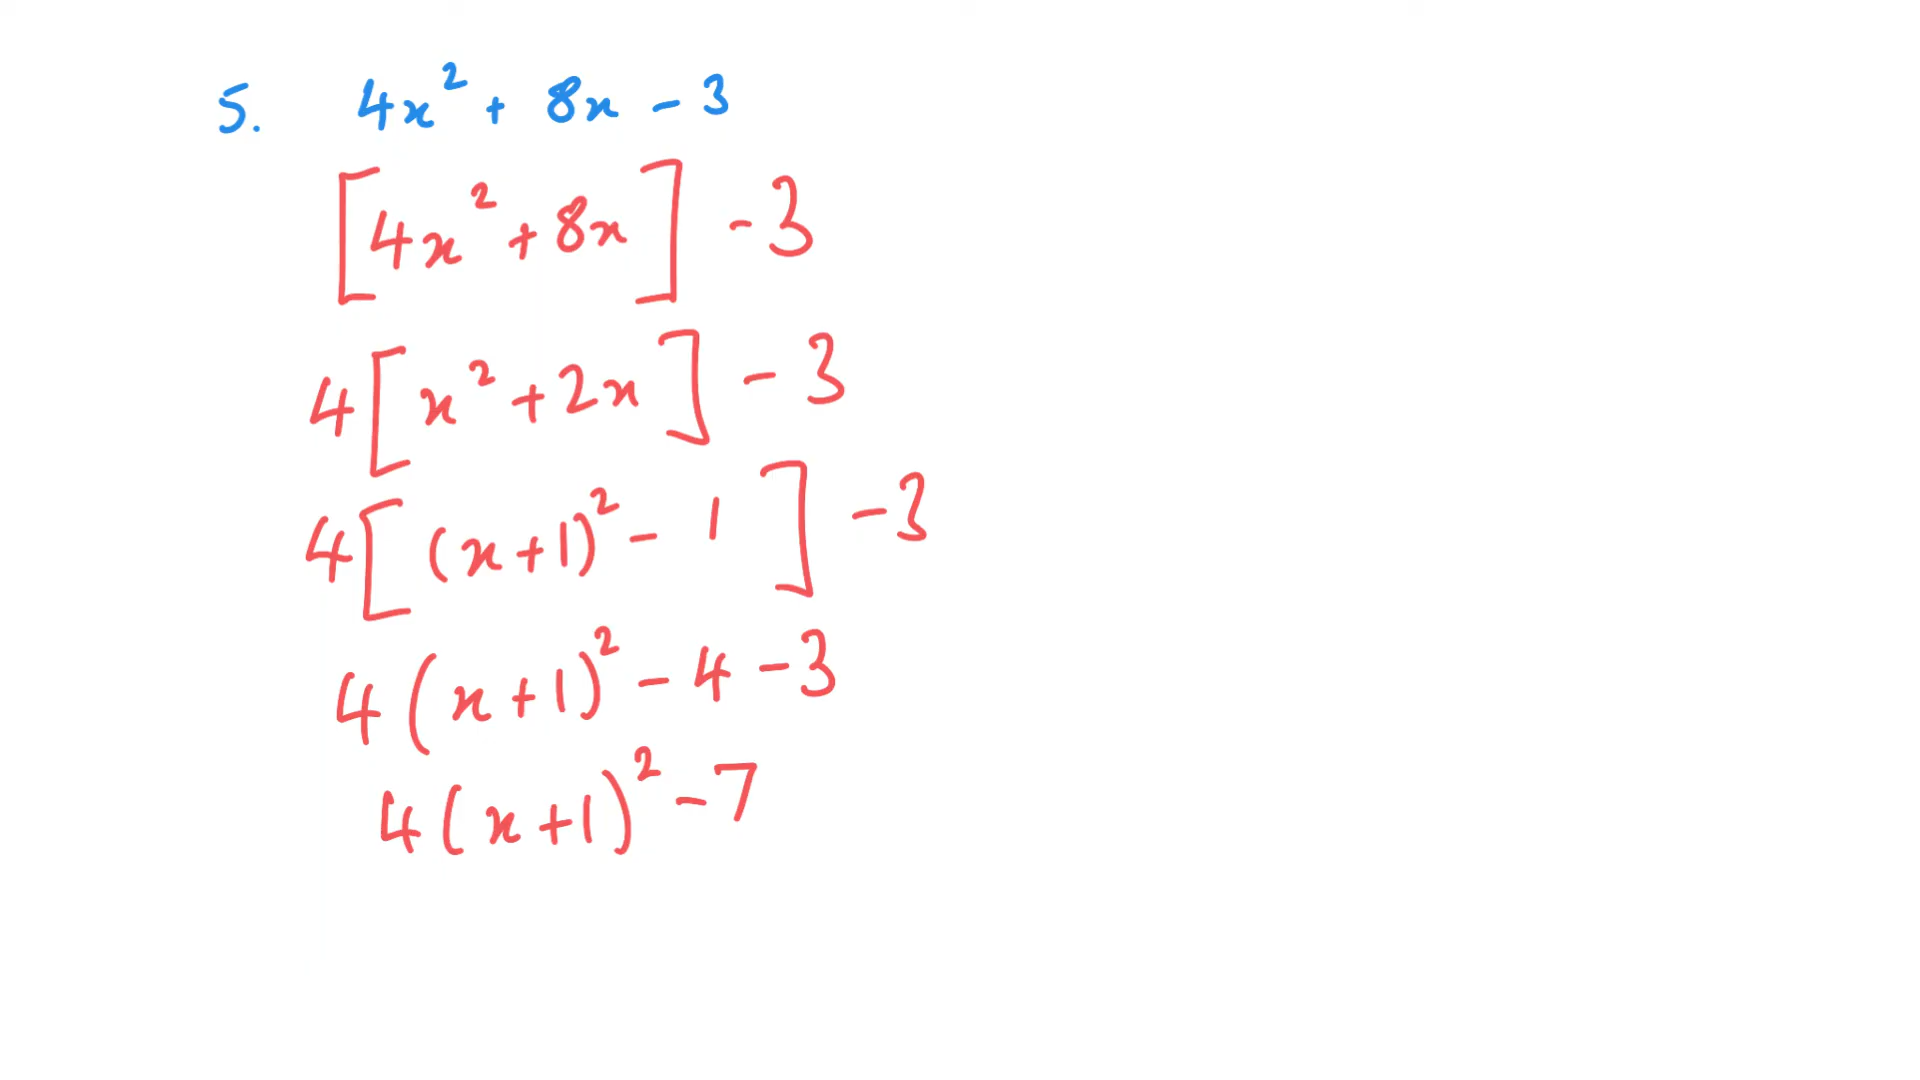 5. 4x² + 8x - 3
[4x² + 8x] - 3
4[x² + 2x] - 3
4[(x+1)² - 1] - 3
4(x+1)² - 4 - 3
4(x+1)² - 7